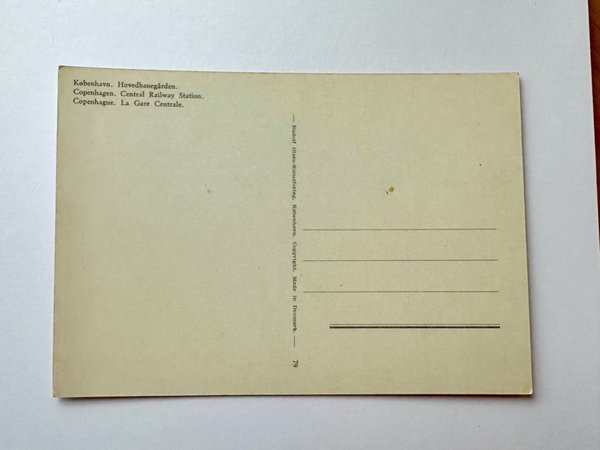 København. Hovedbanegården.
Copenhagen. Central Railway Station.
Copenhague. La Gare Centrale.
— Rudolf Olsens Kunstforlag, København. Copyright. Made in Denmark. — 79